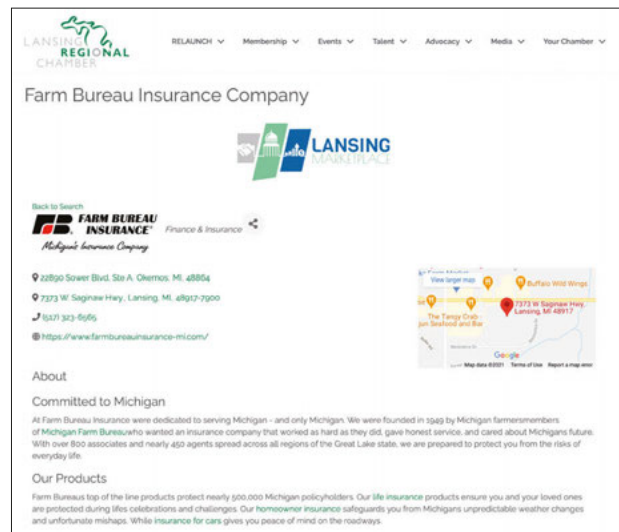 LANSING
REGIONAL
CHAMBER
RELAUNCH Membership Events Talent Advocacy Media Your Chamber
Farm Bureau Insurance Company
LANSING
MARKETPLACE
Back to Search
FARM BUREAU
INSURANCE®
Michigan's Insurance Company
Finance & Insurance
22890 Sower Blvd, Ste A, Okemos, MI, 48864
7373 W Saginaw Hwy, Lansing, MI, 48917-7900
(517) 323-6565
https://www.farmbureauinsurance-mi.com/
View larger map
Buffalo Wild Wings
7373 W Saginaw Hwy,
Lansing, MI 48917
The Tangy Crab -
jun Seafood and Bar
Google
Map data ©2021 Terms of Use Report a map error
About
Committed to Michigan
At Farm Bureau Insurance were dedicated to serving Michigan - and only Michigan. We were founded in 1949 by Michigan farmersmembers
of Michigan Farm Bureauwho wanted an insurance company that worked as hard as they did, gave honest service, and cared about Michigans future.
With over 800 associates and nearly 450 agents spread across all regions of the Great Lake state, we are prepared to protect you from the risks of
everyday life.
Our Products
Farm Bureaus top of the line products protect nearly 500,000 Michigan policyholders. Our life insurance products ensure you and your loved ones
are protected during lifes celebrations and challenges. Our homeowner insurance safeguards you from Michigans unpredictable weather changes
and unfortunate mishaps. While insurance for cars gives you peace of mind on the roadways.